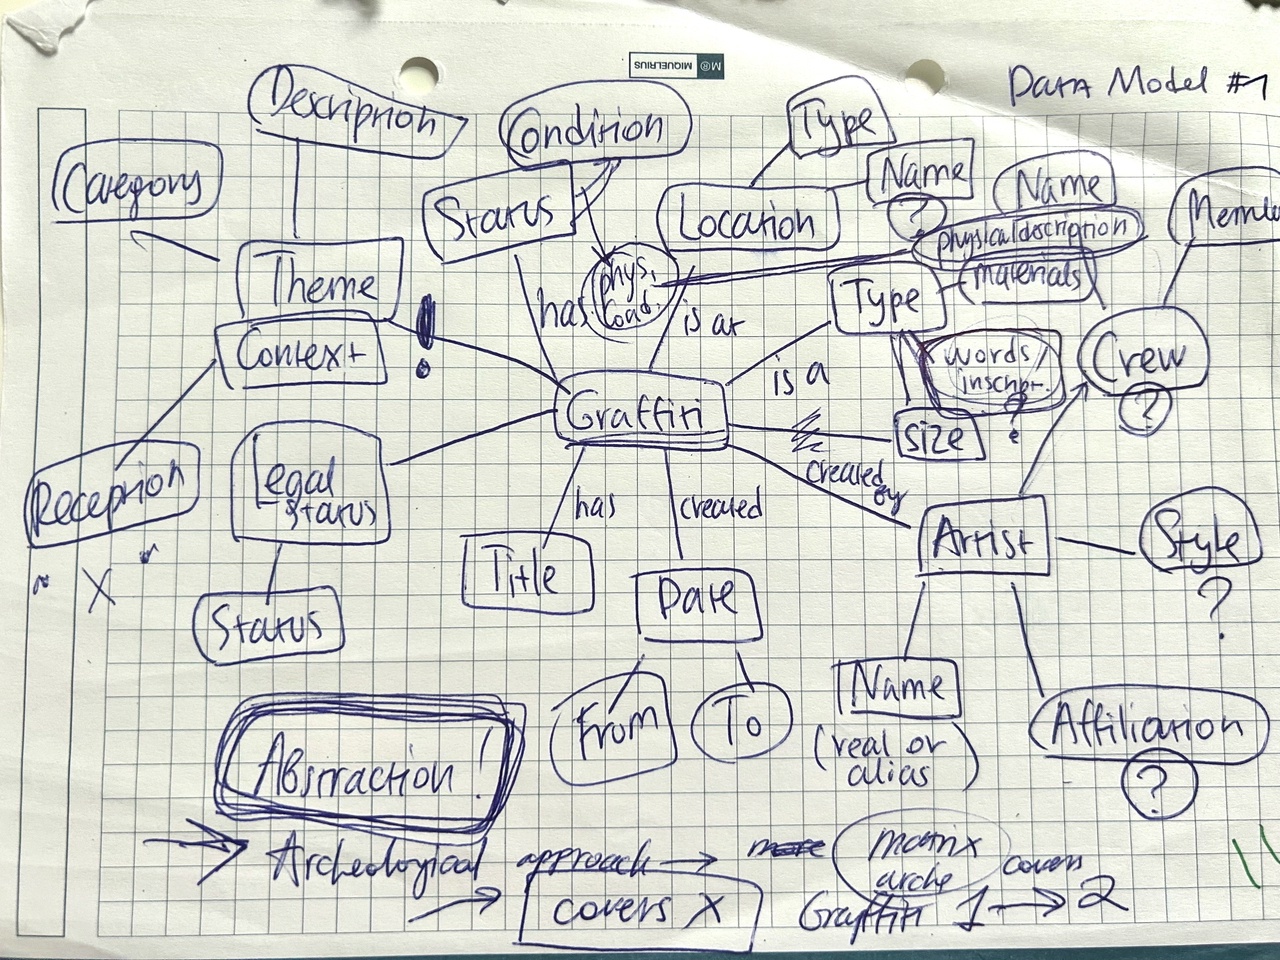 MIQUELRIUS
Data Model #1
Description
Condition
Type
Category
Status
Location
Name
?
Name
Memb
physical description
materials
Theme
has
phys.
is at
Type
!
Context
is a
words/
inscript.
?
Crew
?
Graffiti
size
created
by
Reception
Legal
status
has
created
Artist
Style
?
Title
Date
" X "
Status
From
To
Name
(real or
alias)
Affiliation
?
Abstraction!
Archeological approach → matrix
arche
covers
→ covers X
Graffiti 1 → 2